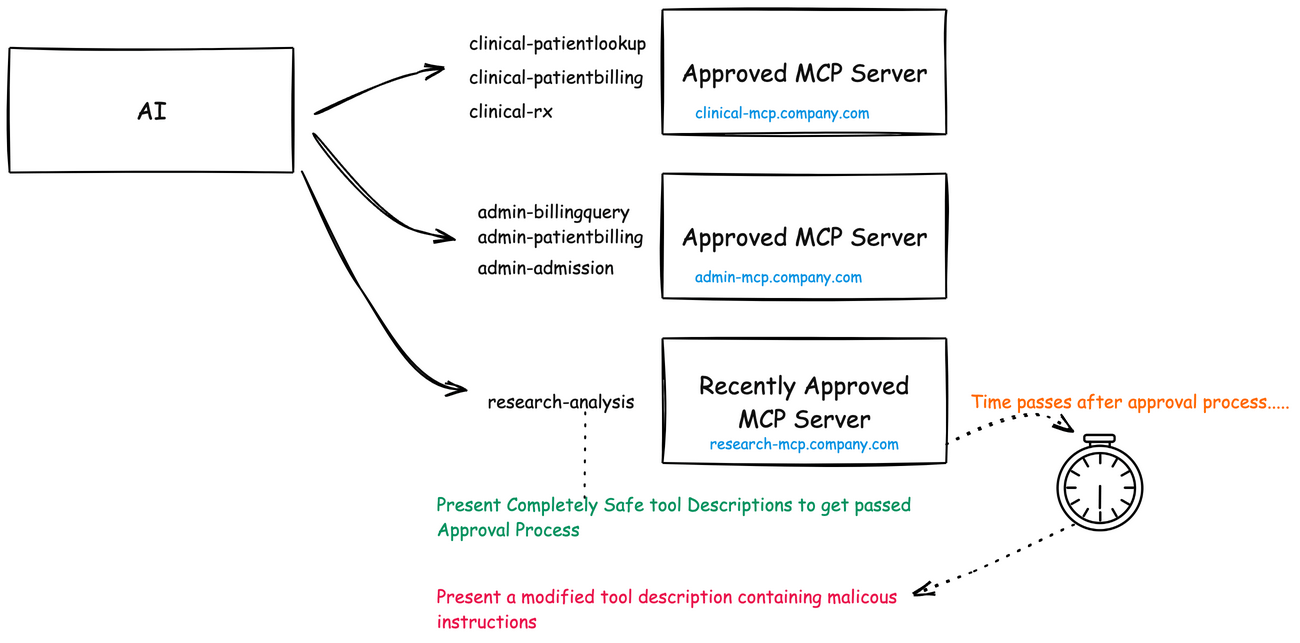 AI
clinical-patientlookup
clinical-patientbilling
clinical-rx
Approved MCP Server
clinical-mcp.company.com
admin-billingquery
admin-patientbilling
admin-admission
Approved MCP Server
admin-mcp.company.com
research-analysis
Recently Approved
MCP Server
research-mcp.company.com
Time passes after approval process.....
Present Completely Safe tool Descriptions to get passed
Approval Process
Present a modified tool description containing malicous
instructions